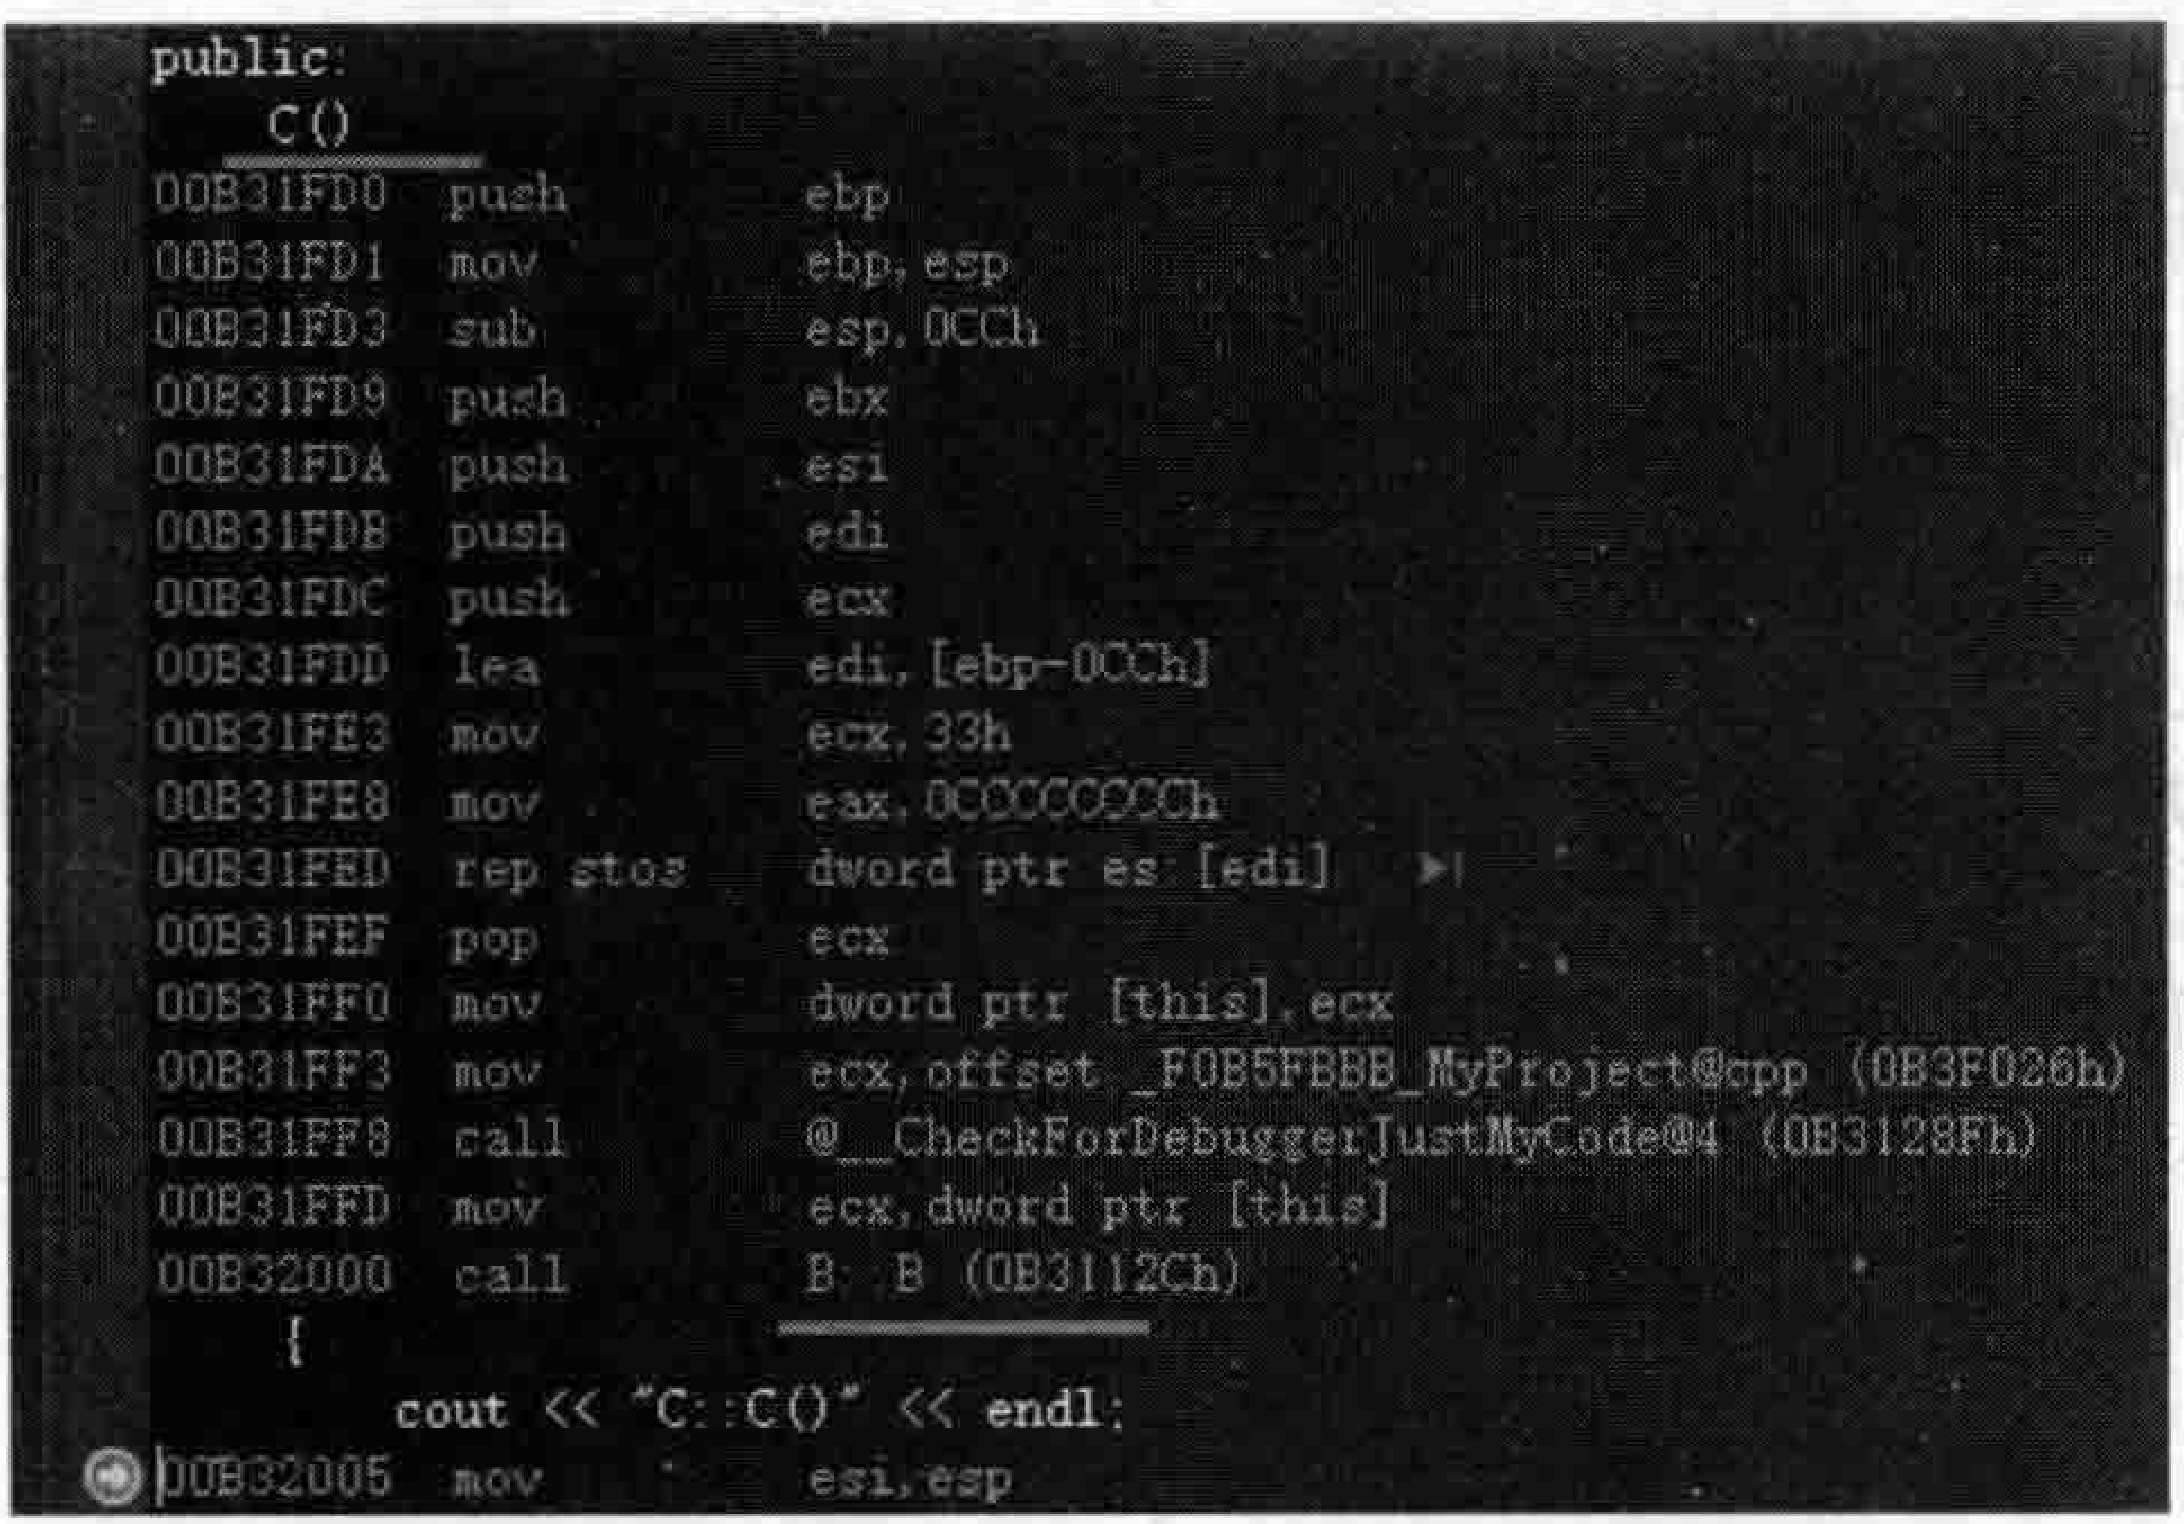 public:
C()
00B31FD0 push ebp
00B31FD1 mov ebp, esp
00B31FD3 sub esp, 0CCh
00B31FD9 push ebx
00B31FDA push esi
00B31FDB push edi
00B31FDC push ecx
00B31FDD lea edi, [ebp-0CCh]
00B31FE3 mov ecx, 33h
00B31FE8 mov eax, 0CCCCCCCCh
00B31FED rep stos dword ptr es:[edi]
00B31FEF pop ecx
00B31FF0 mov dword ptr [this], ecx
00B31FF3 mov ecx, offset _F0B5FBBB_MyProject@cpp (0B3F026h)
00B31FF8 call @__CheckForDebuggerJustMyCode@4 (0B3128Fh)
00B31FFD mov ecx, dword ptr [this]
00B32000 call B::B (0B3112Ch)
{
cout << "C::C()" << endl;
00B32005 mov esi, esp